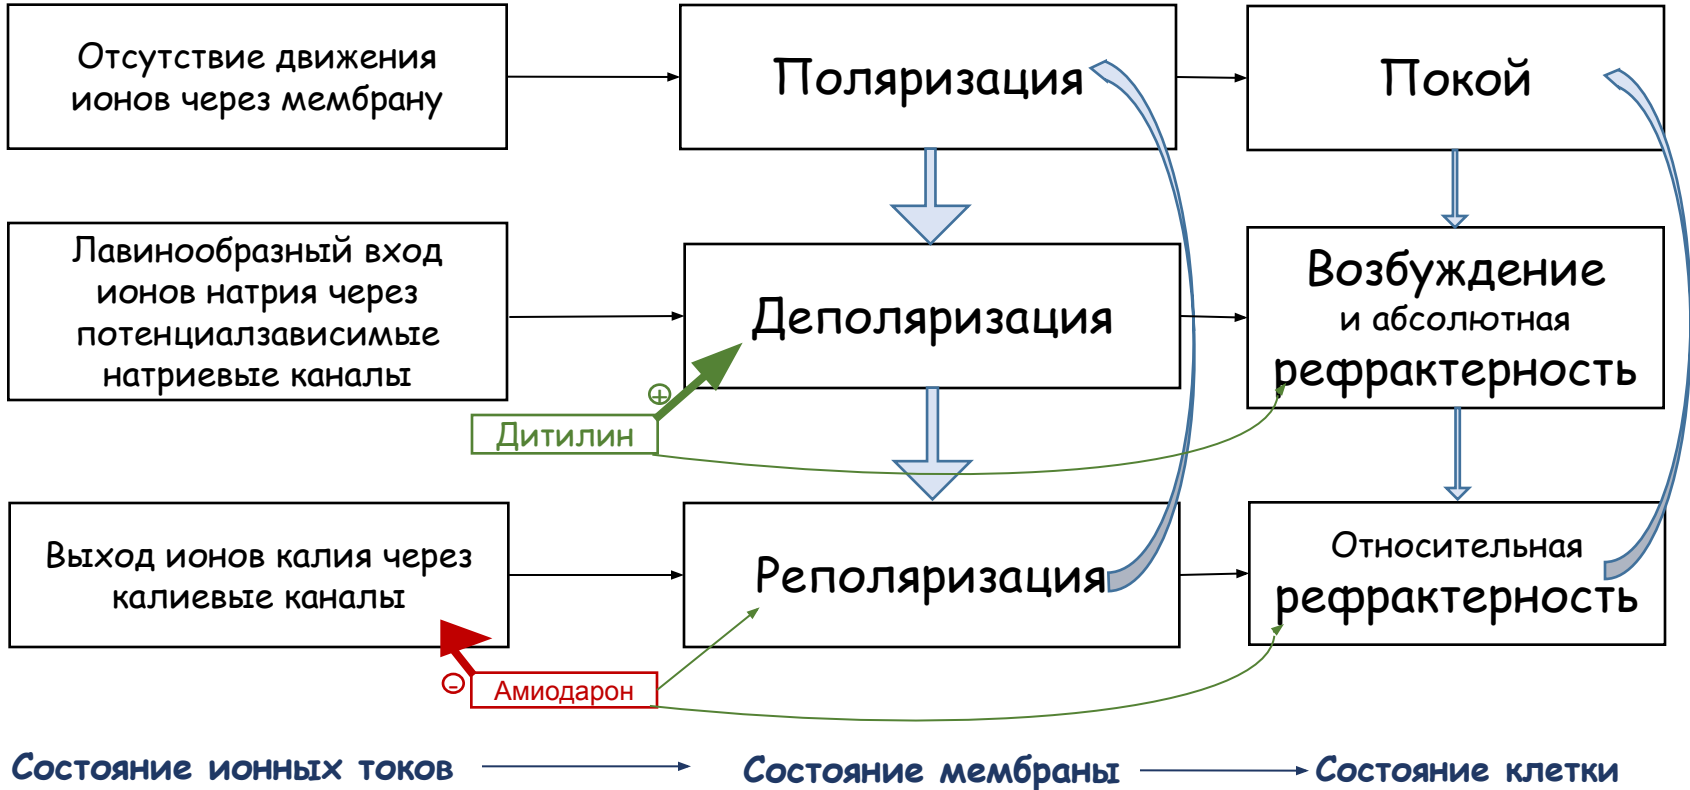 Отсутствие движения
ионов через мембрану
Поляризация
Покой
Лавинообразный вход
ионов натрия через
потенциалзависимые
натриевые каналы
Деполяризация
Возбуждение
и абсолютная
рефрактерность
+
Дитилин
Выход ионов калия через
калиевые каналы
Реполяризация
Относительная
рефрактерность
-
Амиодарон
Состояние ионных токов
Состояние мембраны
Состояние клетки